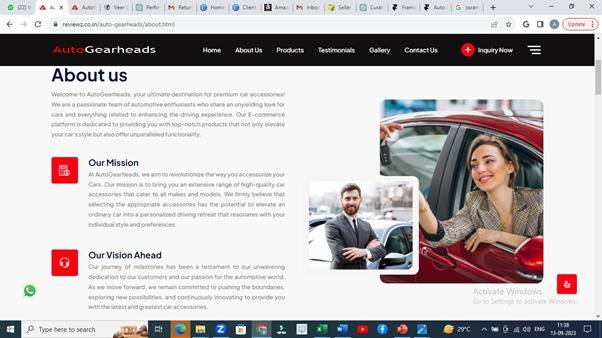 (22) W
Au
Auto
Veer
Perfo
Retur
Home
Client
Amaz
Inbox
Seller
Curat
Fram
Auto
osram
reviewz.co.in/auto-gearheads/about.html
Update
AutoGearheads
Home About Us Products Testimonials Gallery Contact Us
Inquiry Now
About us
Welcome to AutoGearheads, your ultimate destination for premium car accessories!
We are a passionate team of automotive enthusiasts who share an unyielding love for
cars and everything related to enhancing the driving experience. Our E-commerce
platform is dedicated to providing you with top-notch products that not only elevate
your car's style but also offer unparalleled functionality.
Our Mission
At AutoGearheads, we aim to revolutionize the way you accessorize your
Cars. Our mission is to bring you an extensive range of high-quality car
accessories that cater to all makes and models. We firmly believe that
selecting the appropriate accessories has the potential to elevate an
ordinary car into a personalized driving retreat that resonates with your
individual style and preferences.
Our Vision Ahead
Our journey of milestones has been a testament to our unwavering
dedication to our customers and our passion for the automotive world.
As we move forward, we remain committed to pushing the boundaries,
exploring new possibilities, and continuously innovating to provide you
with the latest and greatest car accessories.
Activate Windows
Go to Settings to activate Windows.
Type here to search
29°C
ENG
11:38
13-09-2023